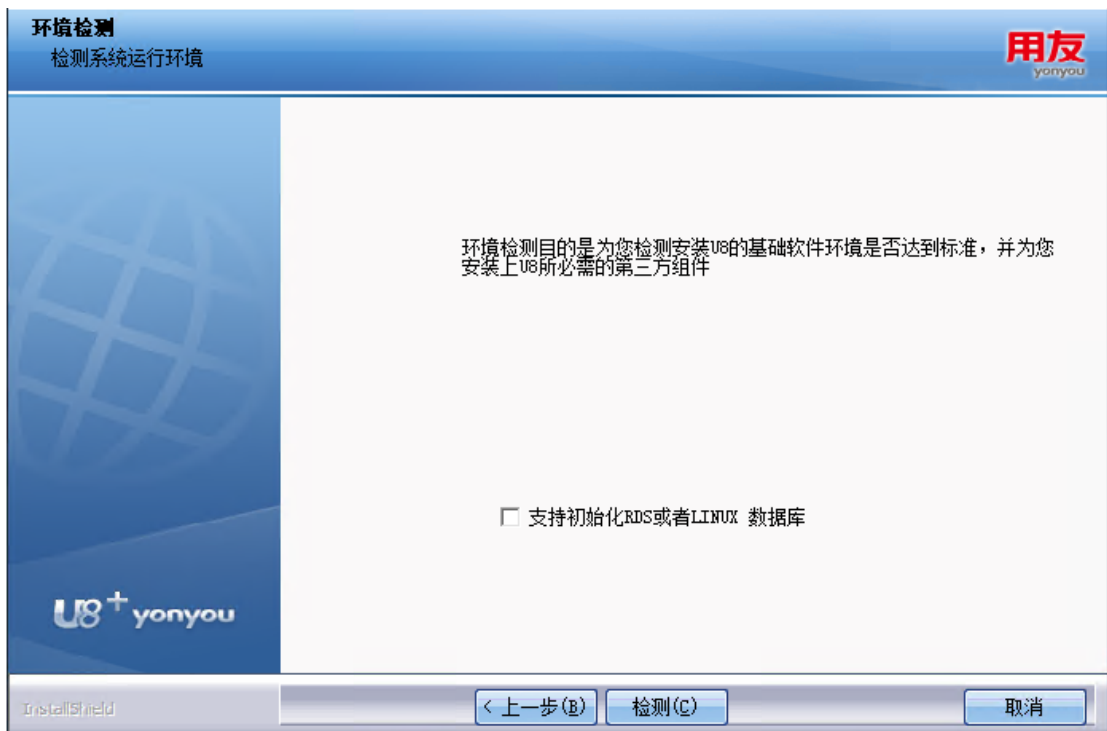 环境检测
检测系统运行环境
用友
yonyou
环境检测目的是为您检测安装U8的基础软件环境是否达到标准，并为您
安装上U8所必需的第三方组件
支持初始化RDS或者LINUX 数据库
U8+ yonyou
InstallShield
< 上一步(B)
检测(C)
取消